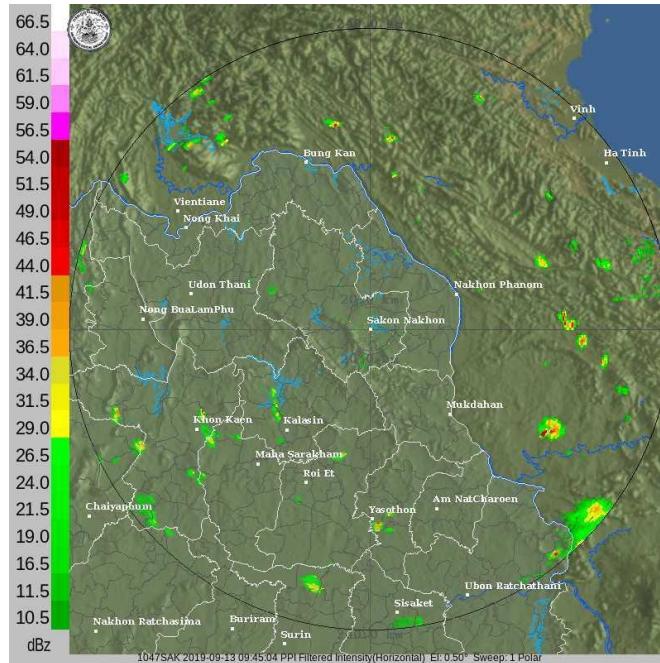 66.5
64.0
61.5
59.0
56.5
54.0
51.5
49.0
46.5
44.0
41.5
39.0
36.5
34.0
31.5
29.0
26.5
24.0
21.5
19.0
16.5
14.0
11.5
10.5
dBz
Vinh
Ha Tinh
Bung Kan
Vientiane
Nong Khai
Udon Thani
Nakhon Phanom
Nong BuaLamPhu
Sakon Nakhon
Mukdahan
Khon Kaen
Kalasin
Maha Sarakham
Roi Et
Chaiyaphum
Yasothon
Am NatCharoen
Ubon Ratchathani
Sisaket
Nakhon Ratchasima
Buriram
Surin
1047SAK 2019-09-13 09:45:04 PPI Filtered Intensity(Horizontal) El: 0.50° Sweep: 1 Polar